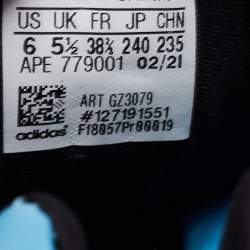 US UK FR JP CHN
6 5½ 38⅔ 240 235
APE 779001 02/21
ART GZ3079
#127191551
adidas F18057Pr00019